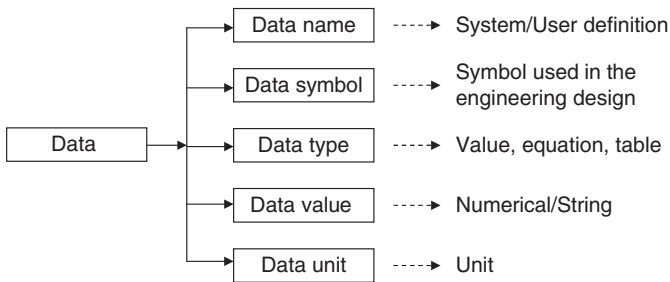 Data name
System/User definition
Data symbol
Symbol used in the
engineering design
Data
Data type
Value, equation, table
Data value
Numerical/String
Data unit
Unit